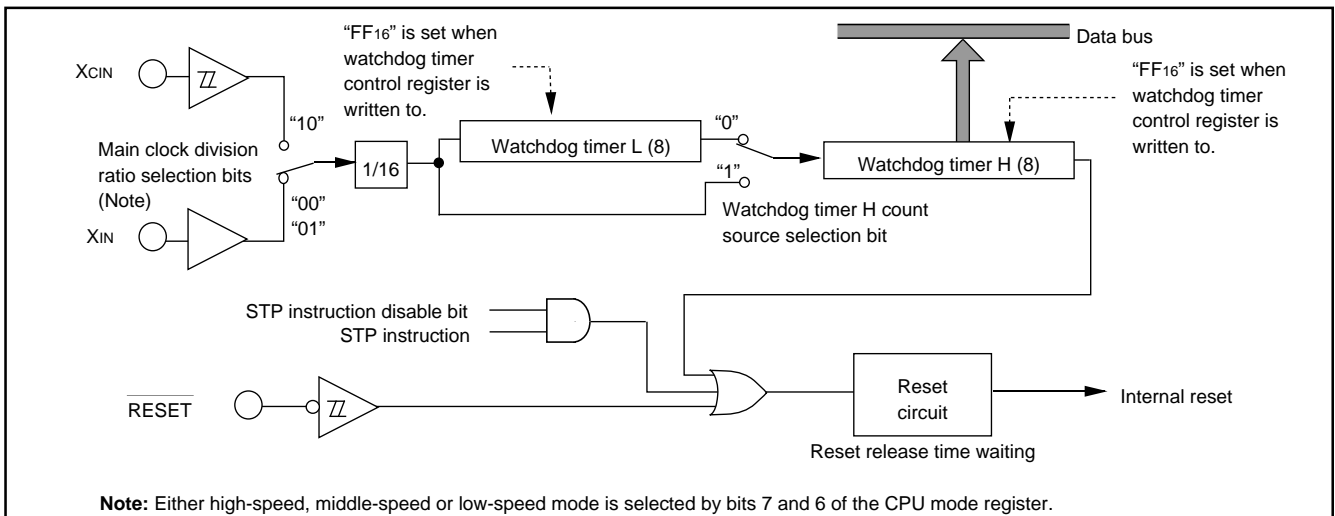 “FF16” is set when
watchdog timer
control register is
written to.
Data bus
“FF16” is set when
watchdog timer
control register is
written to.
XCIN
“10”
Main clock division
ratio selection bits
(Note)
“00”
“01”
XIN
1/16
Watchdog timer L (8)
“0”
“1”
Watchdog timer H count
source selection bit
Watchdog timer H (8)
STP instruction disable bit
STP instruction
RESET
Reset
circuit
Internal reset
Reset release time waiting
Note: Either high-speed, middle-speed or low-speed mode is selected by bits 7 and 6 of the CPU mode register.